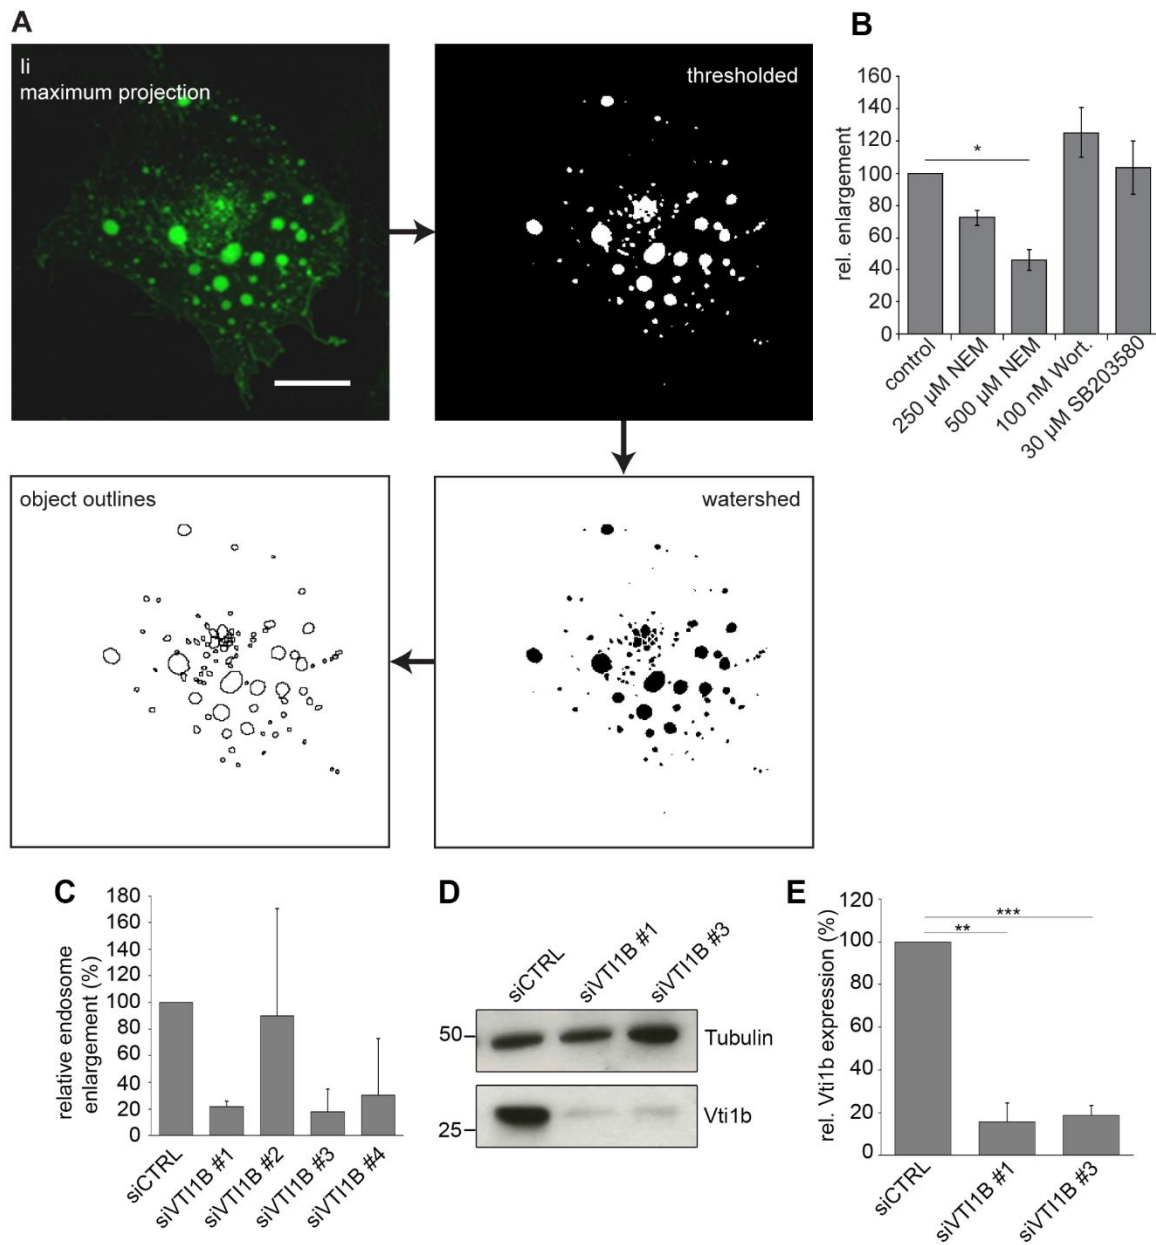 A
Ii
maximum projection
thresholded
object outlines
watershed
B
rel. enlargement
160
140
120
100
80
60
40
20
0
*
control
250 µM NEM
500 µM NEM
100 nM Wort.
30 µM SB203580
C
relative endosome
enlargement (%)
180
160
140
120
100
80
60
40
20
0
siCTRL
siVTI1B #1
siVTI1B #2
siVTI1B #3
siVTI1B #4
D
siCTRL
siVTI1B #1
siVTI1B #3
50
Tubulin
25
Vti1b
E
rel. Vti1b expression (%)
120
100
80
60
40
20
0
***
**
siCTRL
siVTI1B #1
siVTI1B #3